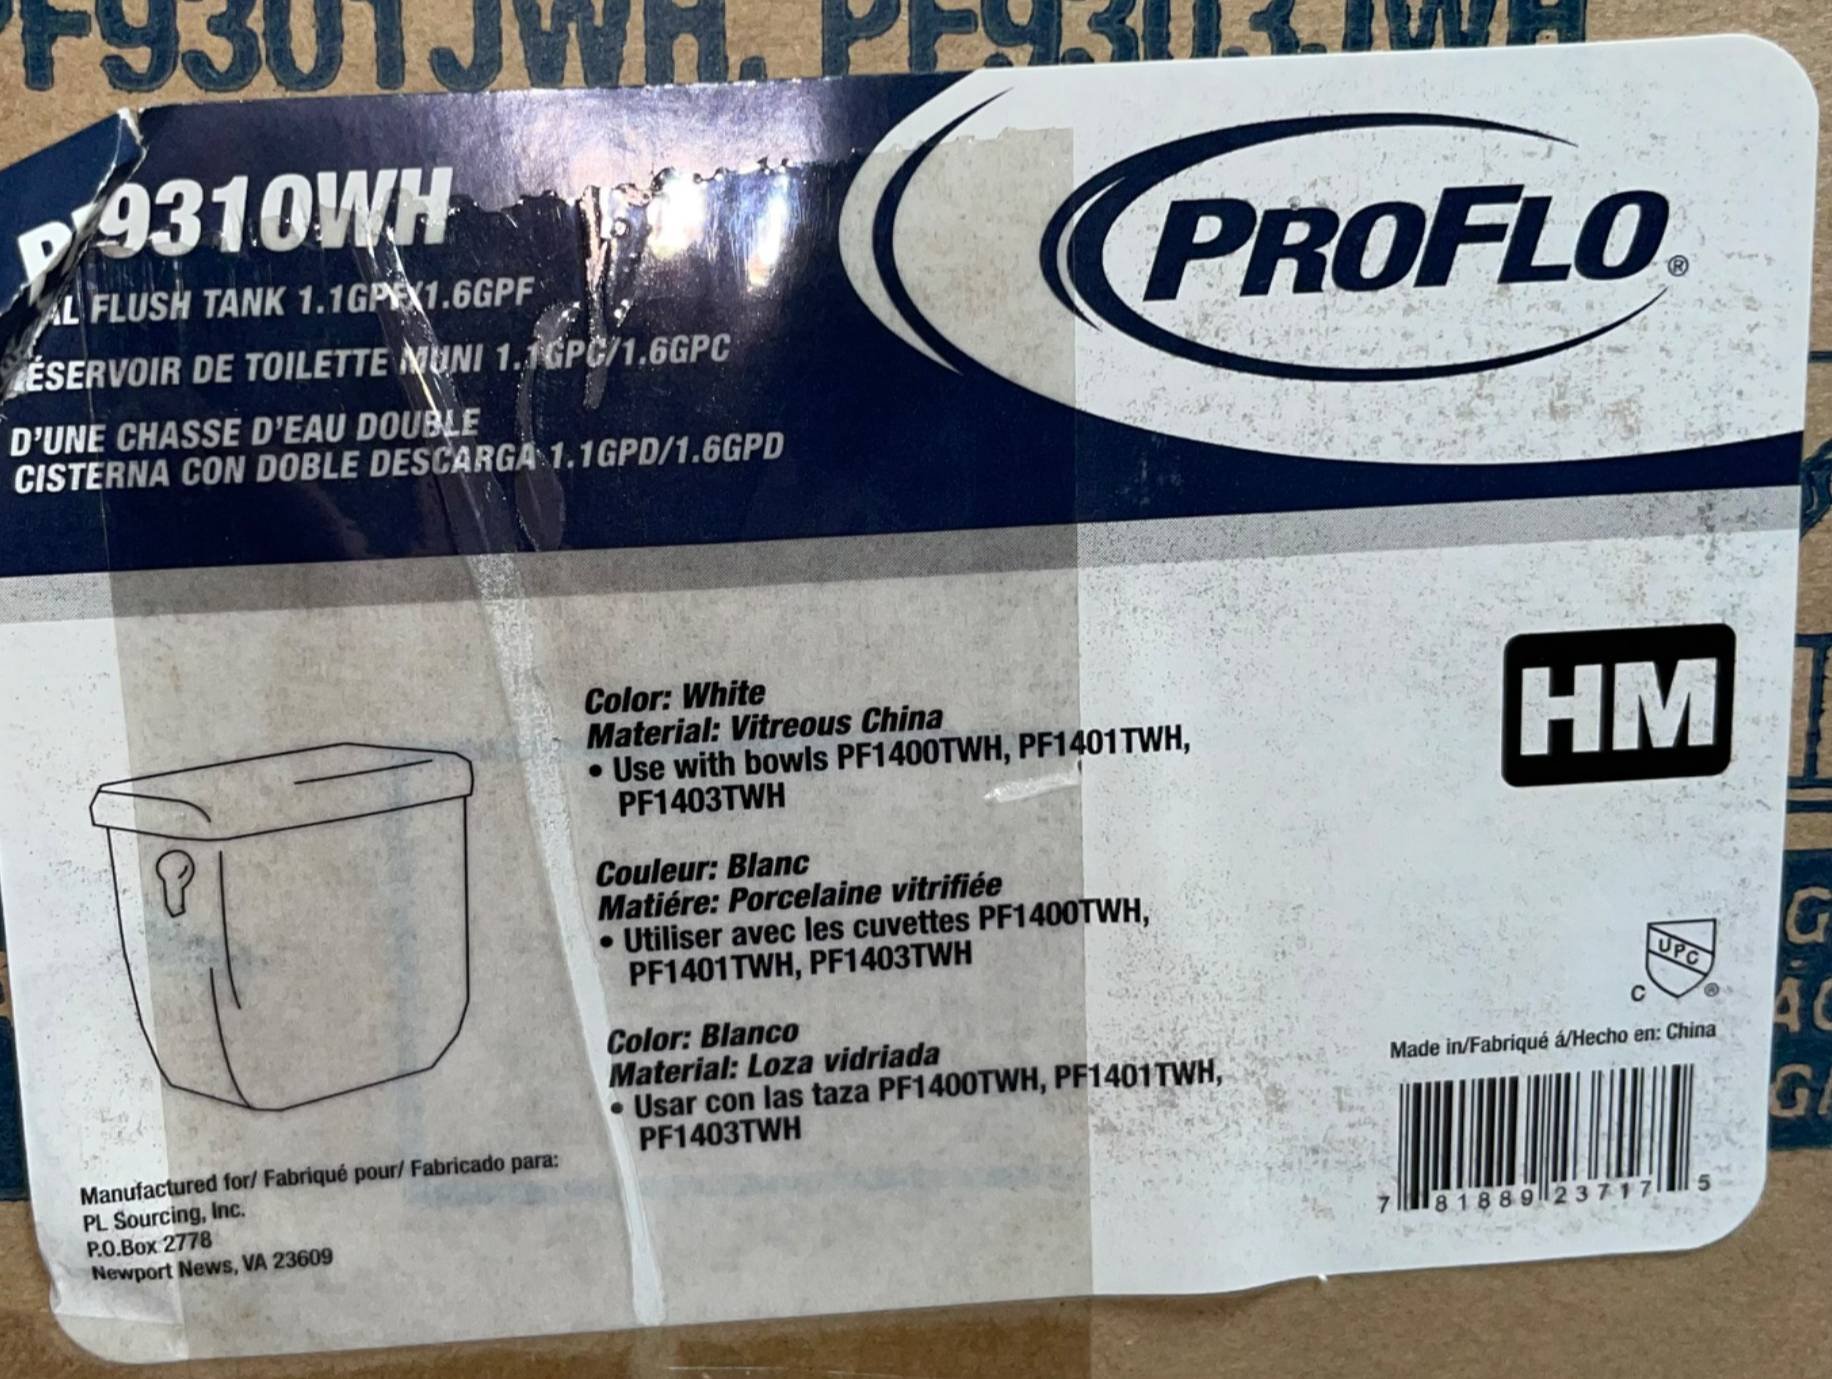 PF9301JWH, PF9303JWH
PF9310WH
PROFLO®
FLUSH TANK 1.1GPF/1.6GPF
ÉSERVOIR DE TOILETTE MUNI 1.1GPC/1.6GPC
D'UNE CHASSE D'EAU DOUBLE
CISTERNA CON DOBLE DESCARGA 1.1GPD/1.6GPD
Color: White
Material: Vitreous China
• Use with bowls PF1400TWH, PF1401TWH,
PF1403TWH
HM
Couleur: Blanc
Matiére: Porcelaine vitrifiée
• Utiliser avec les cuvettes PF1400TWH,
PF1401TWH, PF1403TWH
Color: Blanco
Material: Loza vidriada
• Usar con las taza PF1400TWH, PF1401TWH,
PF1403TWH
UPC
C ®
Made in/Fabriqué á/Hecho en: China
7 81889 23717 5
Manufactured for/ Fabriqué pour/ Fabricado para:
PL Sourcing, Inc.
P.O.Box 2778
Newport News, VA 23609